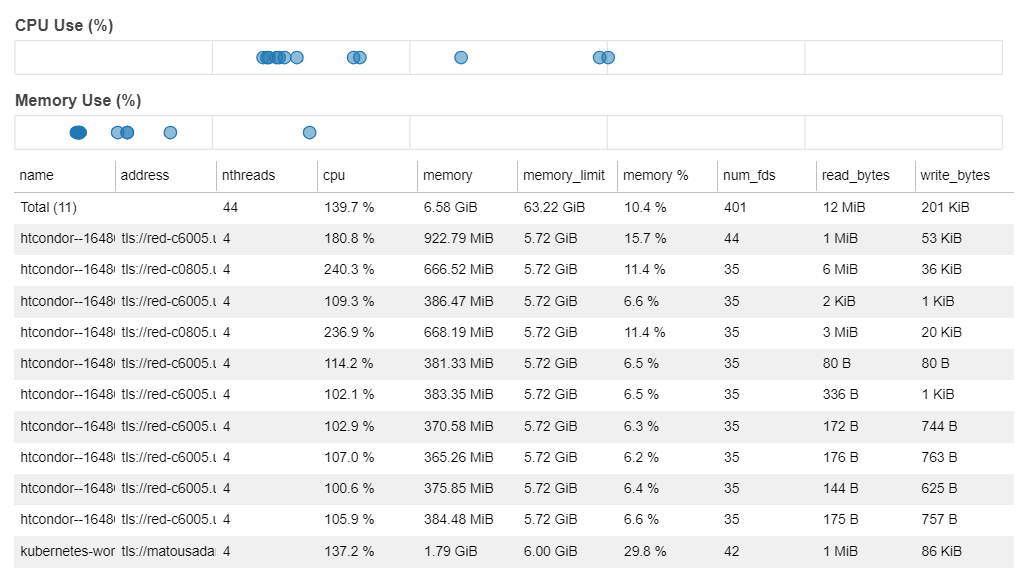 CPU Use (%)
Memory Use (%)
name address nthreads cpu memory memory_limit memory % num_fds read_bytes write_bytes
Total (11) 44 139.7 % 6.58 GiB 63.22 GiB 10.4 % 401 12 MiB 201 KiB
htcondor--1648 tls://red-c6005.u 4 180.8 % 922.79 MiB 5.72 GiB 15.7 % 44 1 MiB 53 KiB
htcondor--1648 tls://red-c0805.u 4 240.3 % 666.52 MiB 5.72 GiB 11.4 % 35 6 MiB 36 KiB
htcondor--1648 tls://red-c6005.u 4 109.3 % 386.47 MiB 5.72 GiB 6.6 % 35 2 KiB 1 KiB
htcondor--1648 tls://red-c0805.u 4 236.9 % 668.19 MiB 5.72 GiB 11.4 % 35 3 MiB 20 KiB
htcondor--1648 tls://red-c6005.u 4 114.2 % 381.33 MiB 5.72 GiB 6.5 % 35 80 B 80 B
htcondor--1648 tls://red-c6005.u 4 102.1 % 383.35 MiB 5.72 GiB 6.5 % 35 336 B 1 KiB
htcondor--1648 tls://red-c6005.u 4 102.9 % 370.58 MiB 5.72 GiB 6.3 % 35 172 B 744 B
htcondor--1648 tls://red-c6005.u 4 107.0 % 365.26 MiB 5.72 GiB 6.2 % 35 176 B 763 B
htcondor--1648 tls://red-c6005.u 4 100.6 % 375.85 MiB 5.72 GiB 6.4 % 35 144 B 625 B
htcondor--1648 tls://red-c6005.u 4 105.9 % 384.48 MiB 5.72 GiB 6.6 % 35 175 B 757 B
kubernetes-wor tls://matousada 4 137.2 % 1.79 GiB 6.00 GiB 29.8 % 42 1 MiB 86 KiB